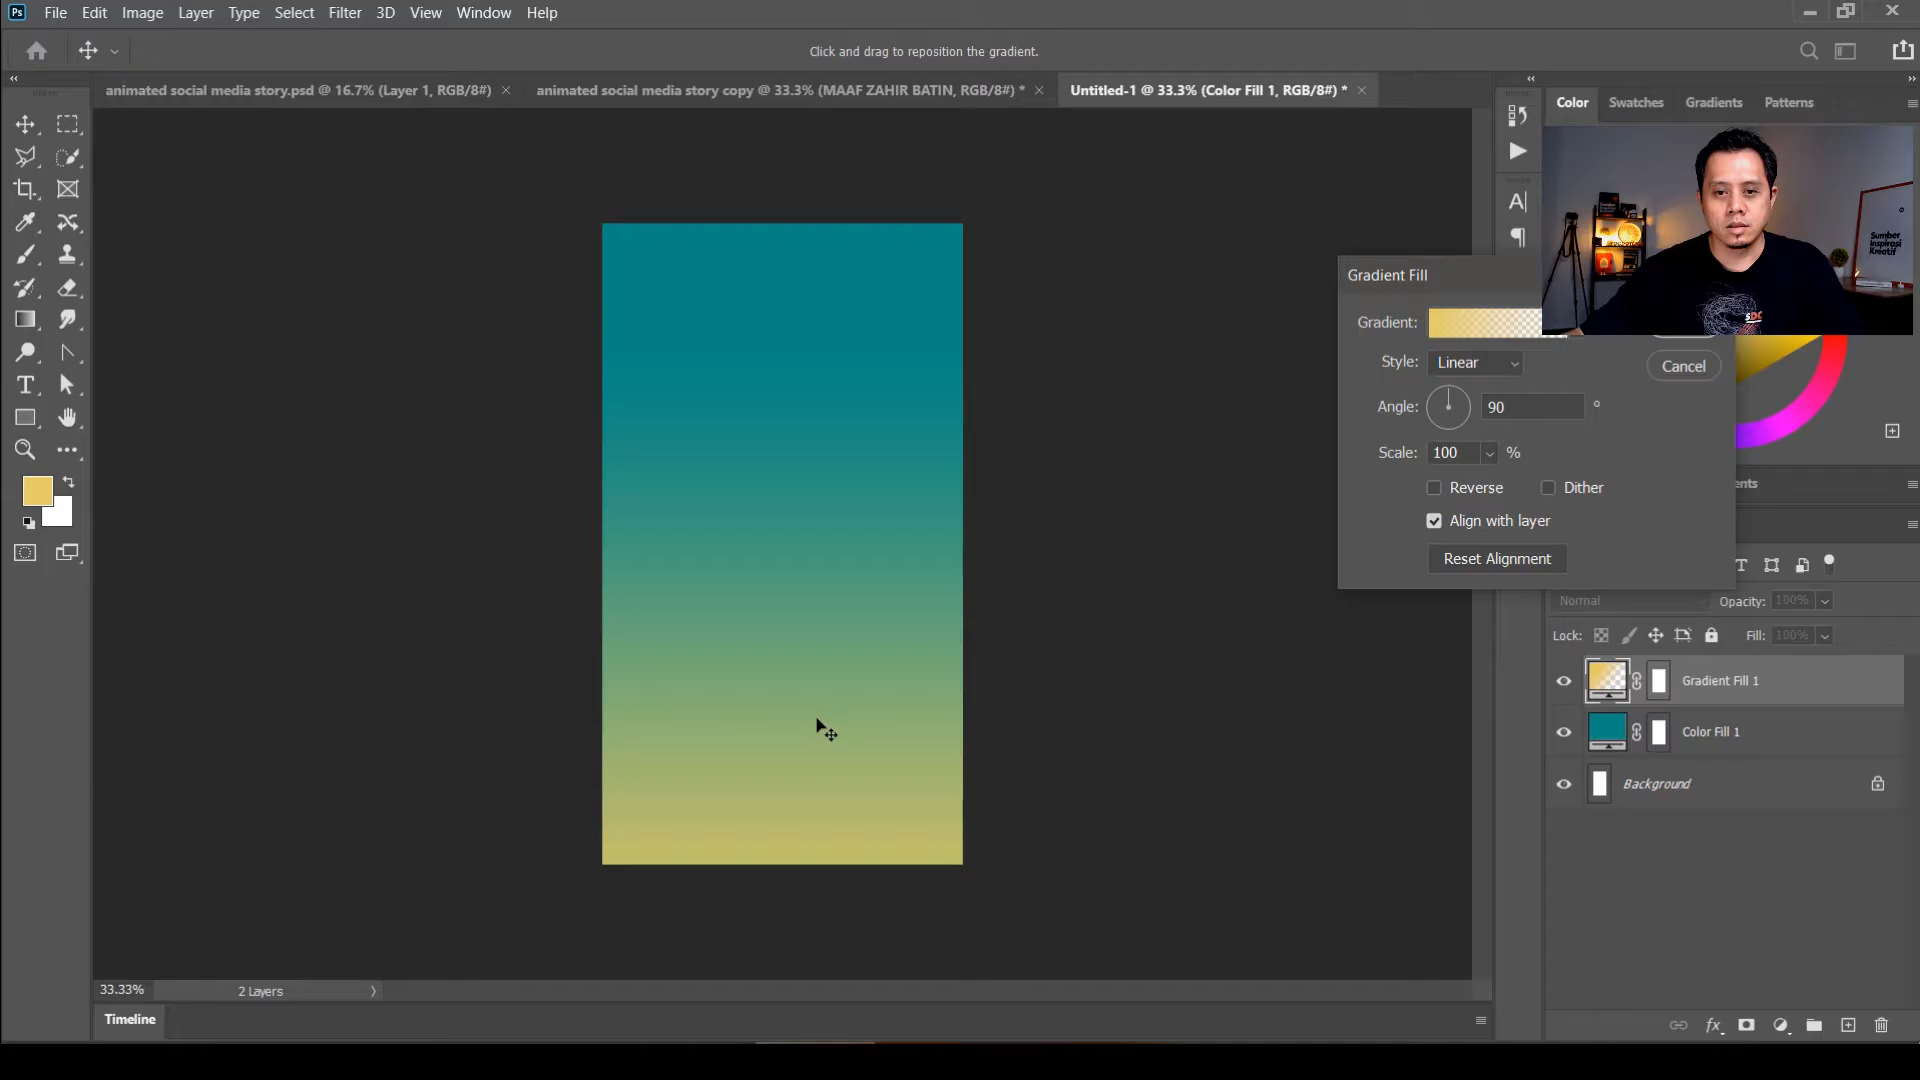 Ps File Edit Image Layer Type Select Filter 3D View Window Help
Click and drag to reposition the gradient.
animated social media story.psd @ 16.7% (Layer 1, RGB/8#) animated social media story copy @ 33.3% (MAAF ZAHIR BATIN, RGB/8#) * Untitled-1 @ 33.3% (Color Fill 1, RGB/8#) *
Color Swatches Gradients Patterns
Sumber
Inspirasi
Kreatif
SDC
Gradient Fill
Gradient:
Style: Linear
Cancel
Angle: 90 °
Scale: 100 %
Reverse Dither
Align with layer
Reset Alignment
ents
Normal Opacity: 100%
Lock: Fill: 100%
Gradient Fill 1
Color Fill 1
Background
33.33% 2 Layers
Timeline